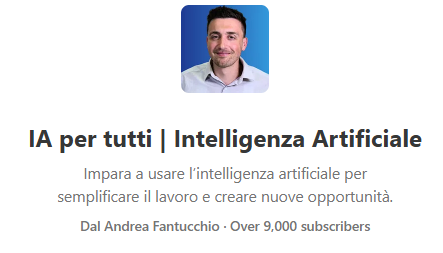 IA per tutti | Intelligenza Artificiale
Impara a usare l'intelligenza artificiale per
semplificare il lavoro e creare nuove opportunità.
Dal Andrea Fantucchio · Over 9,000 subscribers